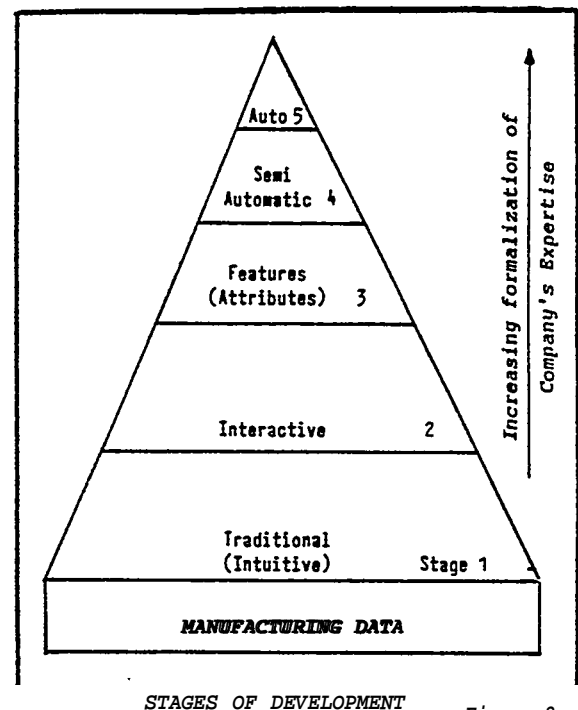 Auto 5
Semi
Automatic 4
Features
(Attributes) 3
Interactive 2
Traditional
(Intuitive) Stage 1
MANUFACTURING DATA
Increasing formalization of
Company's Expertise
STAGES OF DEVELOPMENT